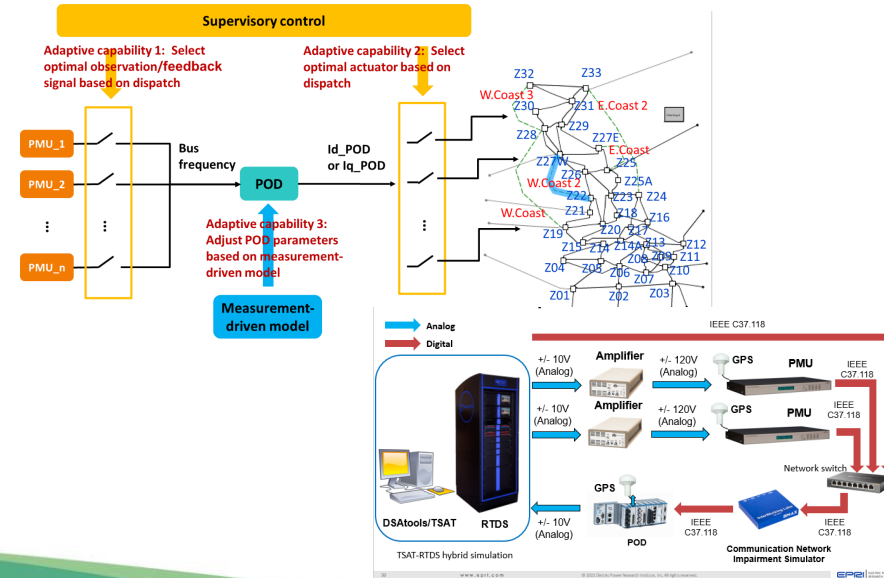 Supervisory control
Adaptive capability 1: Select
optimal observation/feedback
signal based on dispatch
Adaptive capability 2: Select
optimal actuator based on
dispatch
PMU_1
PMU_2
PMU_n
Bus
frequency
POD
Id_POD
or Iq_POD
Adaptive capability 3:
Adjust POD parameters
based on measurement-
driven model
Measurement-
driven model
Z32
Z33
W.Coast 3
Z30
Z31
E.Coast 2
Z29
Z28
Z27E
E.Coast
Z27W
Z25
Z26
W.Coast 2
Z25A
Z22
Z23
Z24
W.Coast
Z21
Z18
Z16
Z19
Z20
Z17
Z15
Z14
Z14A
Z13
Z12
Z04
Z05
Z08
Z09
Z11
Z06
Z10
Z07
Z01
Z02
Z03
Analog
Digital
IEEE C37.118
+/- 10V
(Analog)
Amplifier
+/- 120V
(Analog)
GPS
PMU
IEEE
C37.118
+/- 10V
(Analog)
Amplifier
+/- 120V
(Analog)
GPS
PMU
IEEE
C37.118
Network switch
DSAtools/TSAT
RTDS
+/- 10V
(Analog)
GPS
POD
IEEE
C37.118
IEEE
C37.118
Communication Network
Impairment Simulator
TSAT-RTDS hybrid simulation
www.epri.com
EPRI